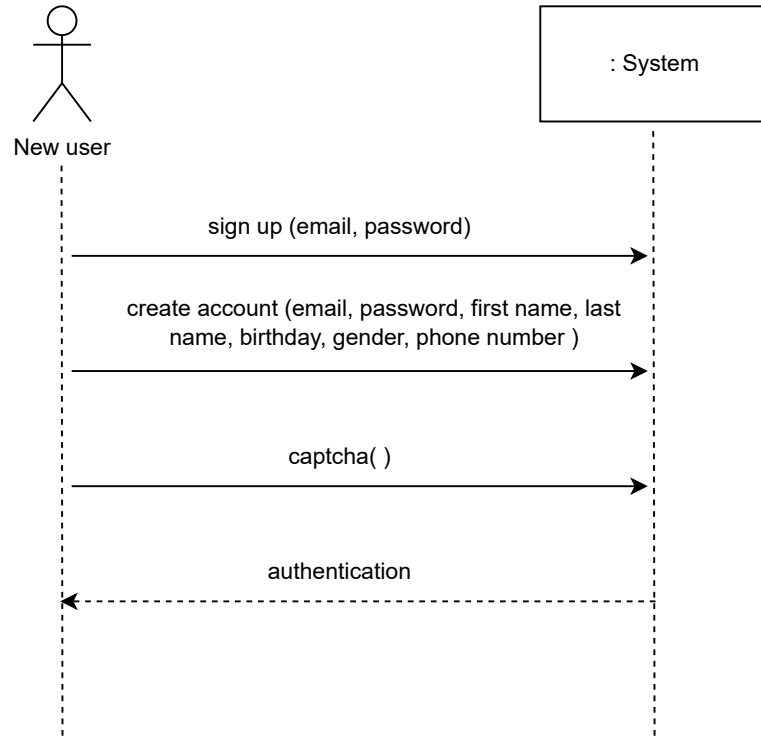 : System
New user
sign up (email, password)
create account (email, password, first name, last
name, birthday, gender, phone number )
captcha( )
authentication